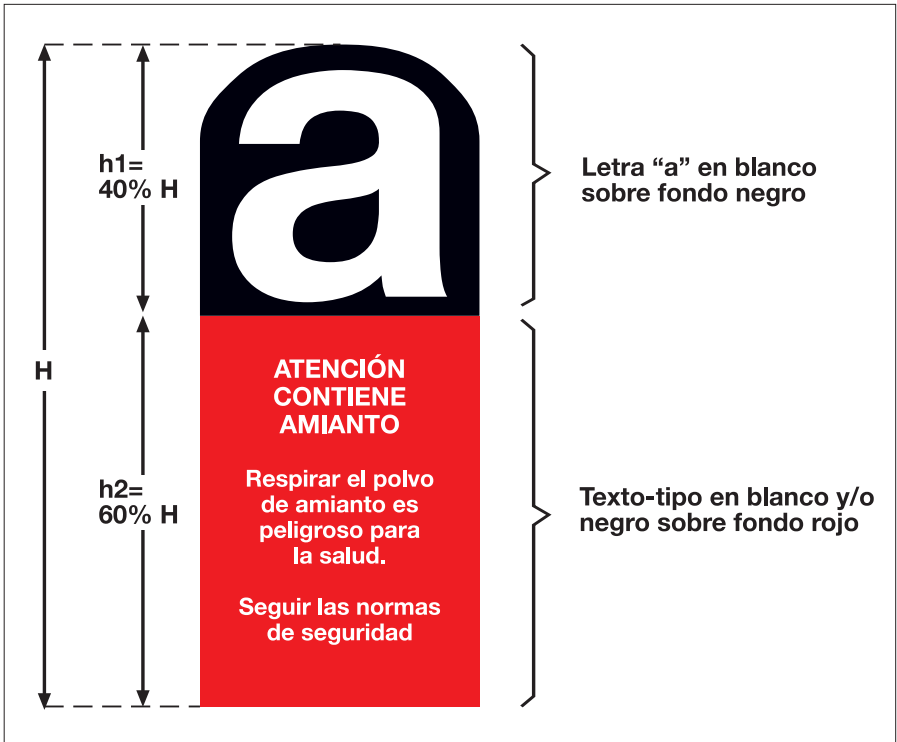 a
h1=
40% H
Letra “a” en blanco
sobre fondo negro
H
ATENCIÓN
CONTIENE
AMIANTO
Respirar el polvo
de amianto es
peligroso para
la salud.
Seguir las normas
de seguridad
h2=
60% H
Texto-tipo en blanco y/o
negro sobre fondo rojo